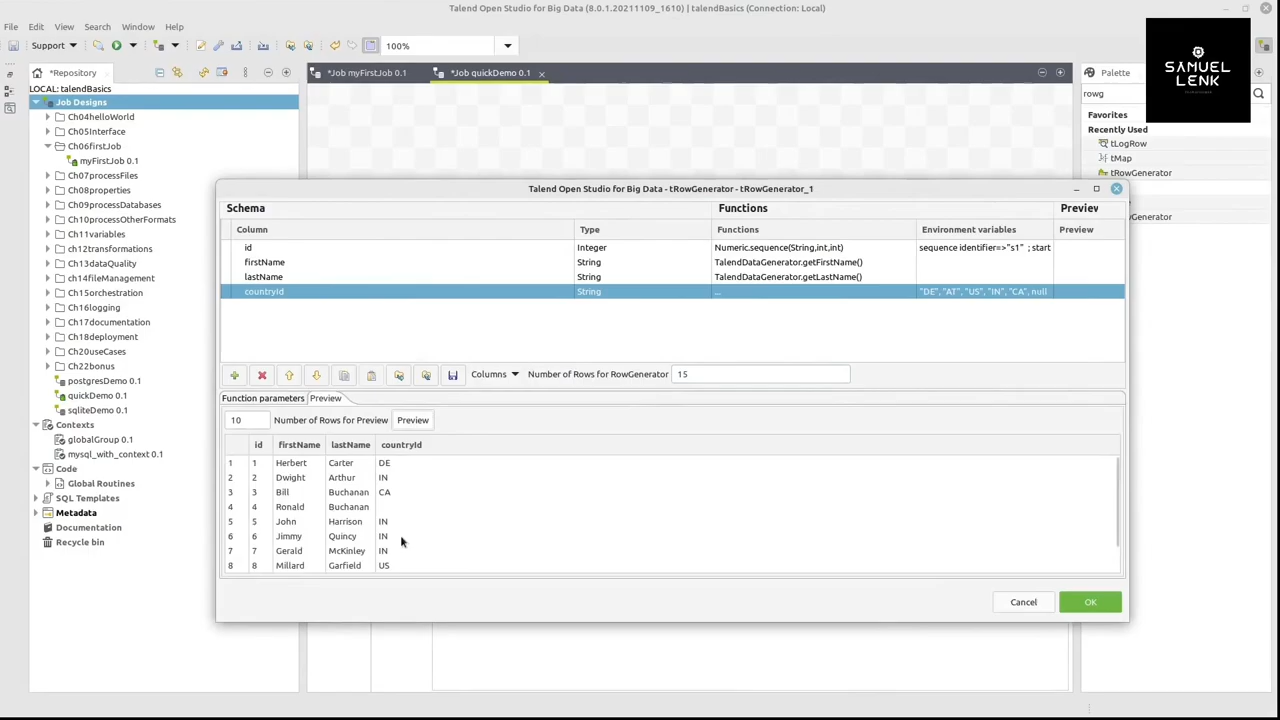 Talend Open Studio for Big Data (8.0.1.20211109_1610) | talendBasics (Connection: Local)
File Edit View Search Window Help
Support 100%
*Repository
*Job myFirstJob 0.1
*Job quickDemo 0.1
Palette
SAMUEL
LENK
LOCAL: talendBasics
Job Designs
Ch04helloWorld
Ch05Interface
Ch06firstJob
myFirstJob 0.1
Ch07processFiles
Ch08properties
Ch09processDatabases
Ch10processOtherFormats
Ch11variables
ch12transformations
Ch13dataQuality
ch14fileManagement
Ch15orchestration
Ch16logging
Ch17documentation
Ch18deployment
Ch20useCases
Ch22bonus
postgresDemo 0.1
quickDemo 0.1
sqliteDemo 0.1
Contexts
globalGroup 0.1
mysql_with_context 0.1
Code
Global Routines
SQL Templates
Metadata
Documentation
Recycle bin
rowg
Favorites
Recently Used
tLogRow
tMap
tRowGenerator
wGenerator
Talend Open Studio for Big Data - tRowGenerator - tRowGenerator_1
Schema Functions Preview
Column Type Functions Environment variables Preview
id Integer Numeric.sequence(String,int,int) sequence identifier=>"s1" ; start
firstName String TalendDataGenerator.getFirstName()
lastName String TalendDataGenerator.getLastName()
countryId String ... "DE", "AT", "US", "IN", "CA", null
Columns Number of Rows for RowGenerator 15
Function parameters Preview
10 Number of Rows for Preview Preview
id firstName lastName countryId
1 1 Herbert Carter DE
2 2 Dwight Arthur IN
3 3 Bill Buchanan CA
4 4 Ronald Buchanan
5 5 John Harrison IN
6 6 Jimmy Quincy IN
7 7 Gerald McKinley IN
8 8 Millard Garfield US
Cancel OK